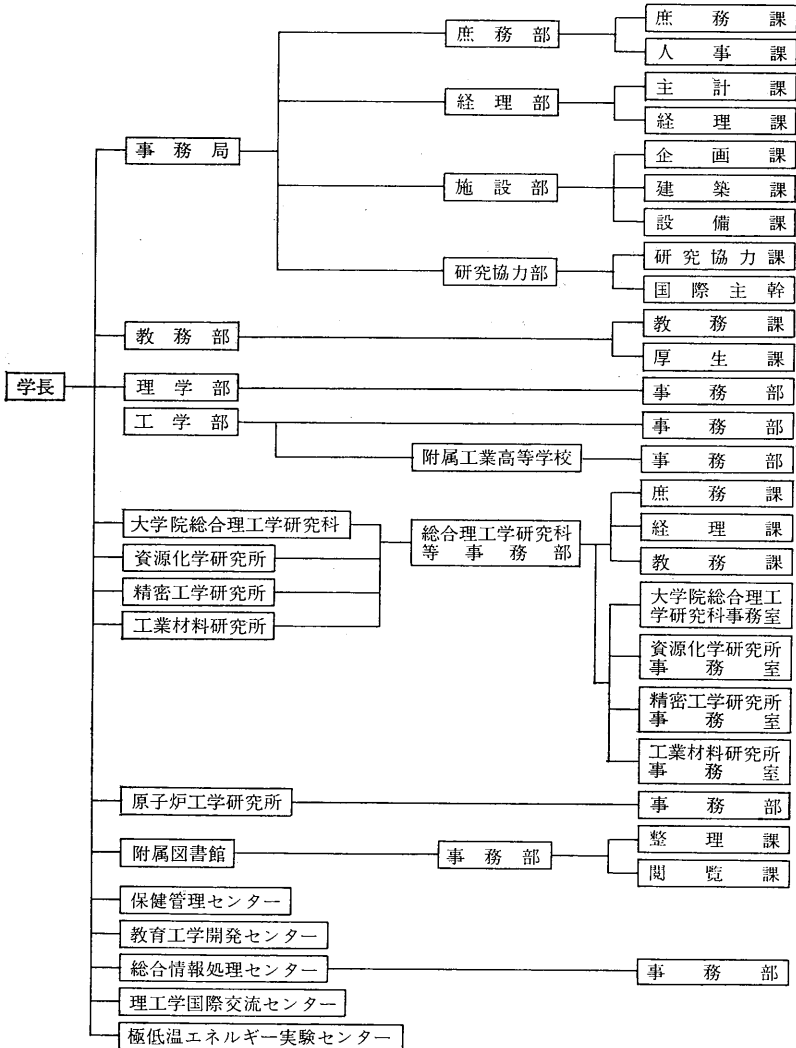 庶務課
庶務部
人事課
主計課
経理部
経理課
事務局
企画課
施設部
建築課
設備課
研究協力課
研究協力部
国際主幹
教務課
教務部
厚生課
学長
理学部
事務部
工学部
事務部
附属工業高等学校
事務部
庶務課
大学院総合理工学研究科
総合理工学研究科
等事務部
経理課
資源化学研究所
教務課
精密工学研究所
大学院総合理工
学研究科事務室
工業材料研究所
資源化学研究所
事務室
精密工学研究所
事務室
工業材料研究所
事務室
原子炉工学研究所
事務部
整理課
附属図書館
事務部
閲覧課
保健管理センター
教育工学開発センター
総合情報処理センター
事務部
理工学国際交流センター
極低温エネルギー実験センター